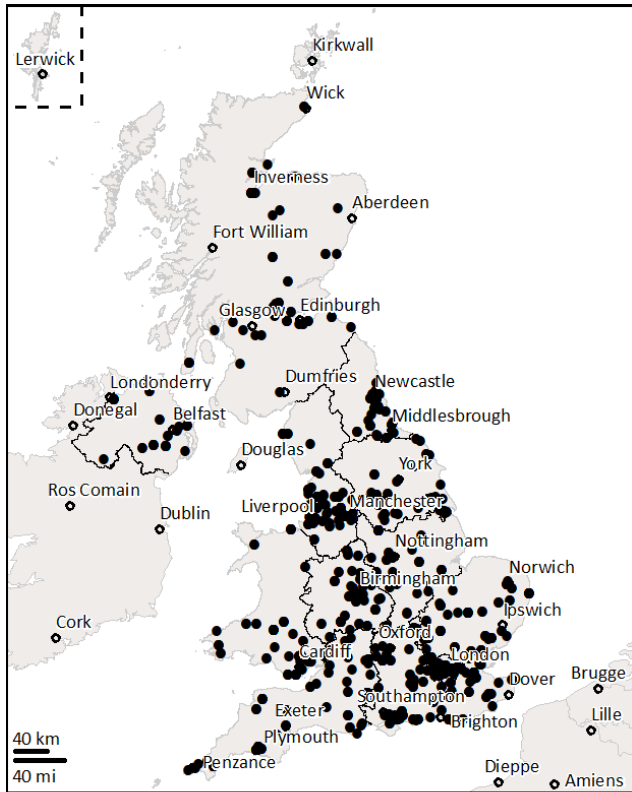 Kirkwall
Lerwick
Wick
Inverness
Aberdeen
Fort William
Glasgow
Edinburgh
Londonderry
Dumfries
Newcastle
Donegal
Belfast
Middlesbrough
Douglas
York
Ros Comain
Liverpool
Manchester
Dublin
Nottingham
Norwich
Birmingham
Ipswich
Cork
Oxford
Cardiff
London
Southampton
Dover
Brugge
Exeter
Brighton
Lille
Plymouth
40 km
Penzance
40 mi
Dieppe
Amiens